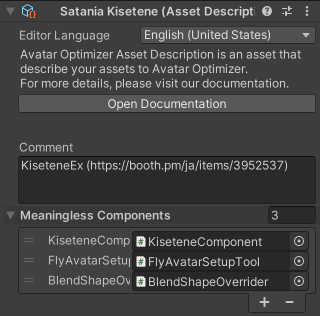 Satania Kisetene (Asset Descript
Editor Language
English (United States)
Avatar Optimizer Asset Description is an asset that
describe your assets to Avatar Optimizer.
For more details, please visit our documentation.
Open Documentation
Comment
KiseteneEx (https://booth.pm/ja/items/3952537)
Meaningless Components 3
KiseteneComp KiseteneComponent
FlyAvatarSetup FlyAvatarSetupTool
BlendShapeOv BlendShapeOverrider